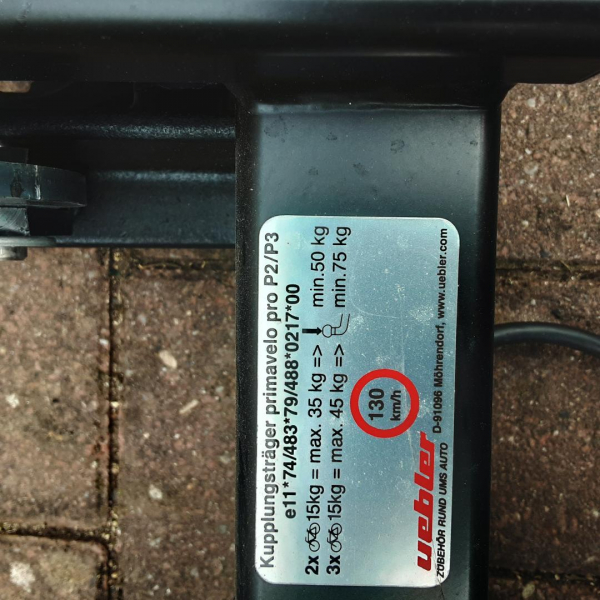 Kupplungsträger primavelo pro P2/P3
e11*74/483*79/488*0217*00
2x 15kg = max. 35 kg => min.50 kg
3x 15kg = max. 45 kg => min.75 kg
130
km/h
uebler
ZUBEHÖR RUND UMS AUTO D-91096 Möhrendorf, www.uebler.com